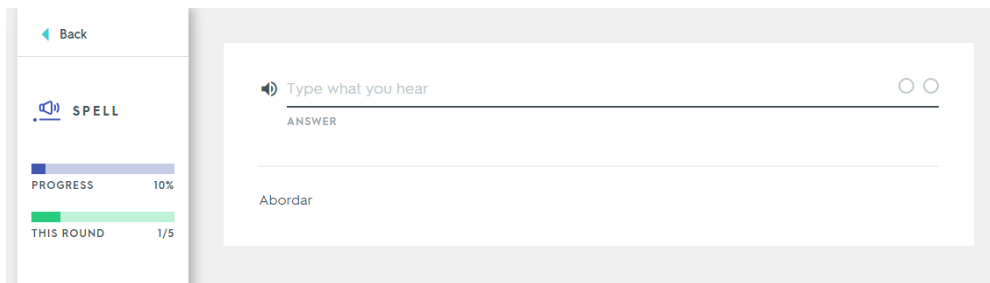 Back
SPELL
PROGRESS 10%
THIS ROUND 1/5
Type what you hear
ANSWER
Abordar